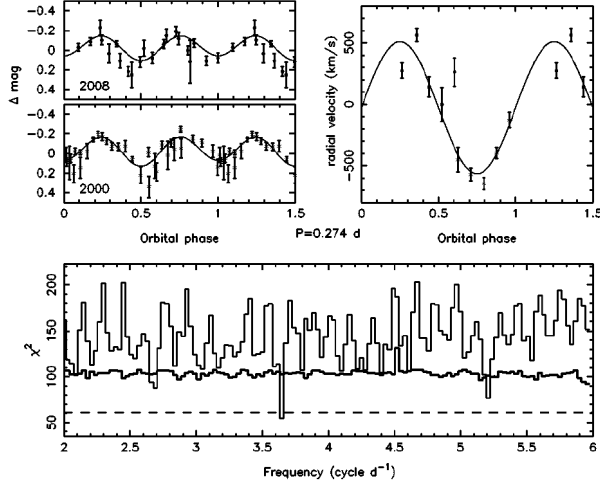 −0.4
−0.2
0
0.2
0.4
Δ mag
2008
−0.4
−0.2
0
0.2
0.4
2000
0 0.5 1 1.5
Orbital phase
P=0.274 d
500
0
−500
radial velocity (km/s)
0 0.5 1 1.5
Orbital phase
200
150
100
50
χ²
2 2.5 3 3.5 4 4.5 5 5.5 6
Frequency (cycle d⁻¹)